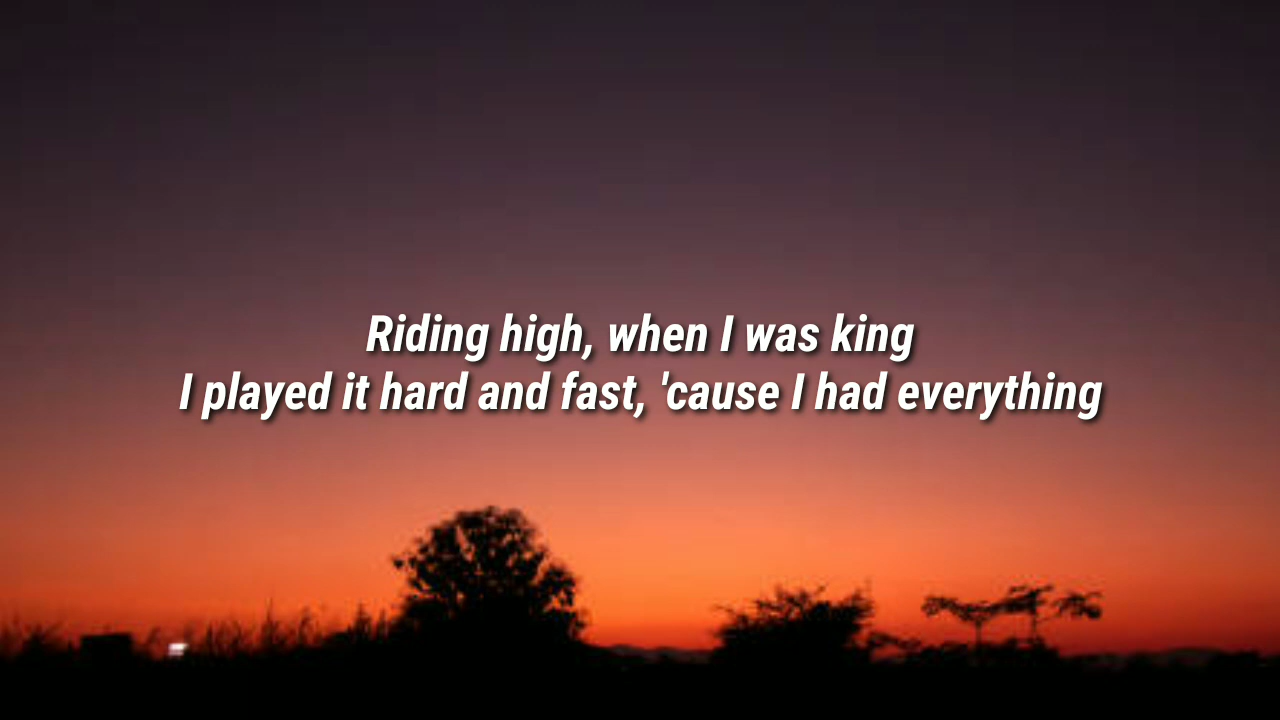 Riding high, when I was king
I played it hard and fast, 'cause I had everything